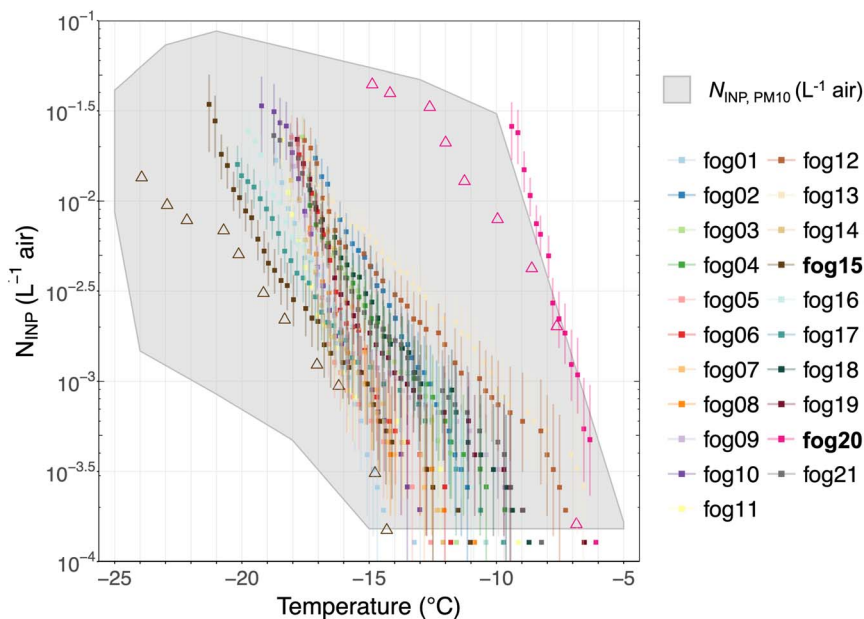 10⁻¹
10⁻¹·⁵
10⁻²
10⁻²·⁵
10⁻³
10⁻³·⁵
10⁻⁴
N_INP (L⁻¹ air)
−25
−20
−15
−10
−5
Temperature (°C)
N_INP, PM10 (L⁻¹ air)
fog01 fog12
fog02 fog13
fog03 fog14
fog04 fog15
fog05 fog16
fog06 fog17
fog07 fog18
fog08 fog19
fog09 fog20
fog10 fog21
fog11